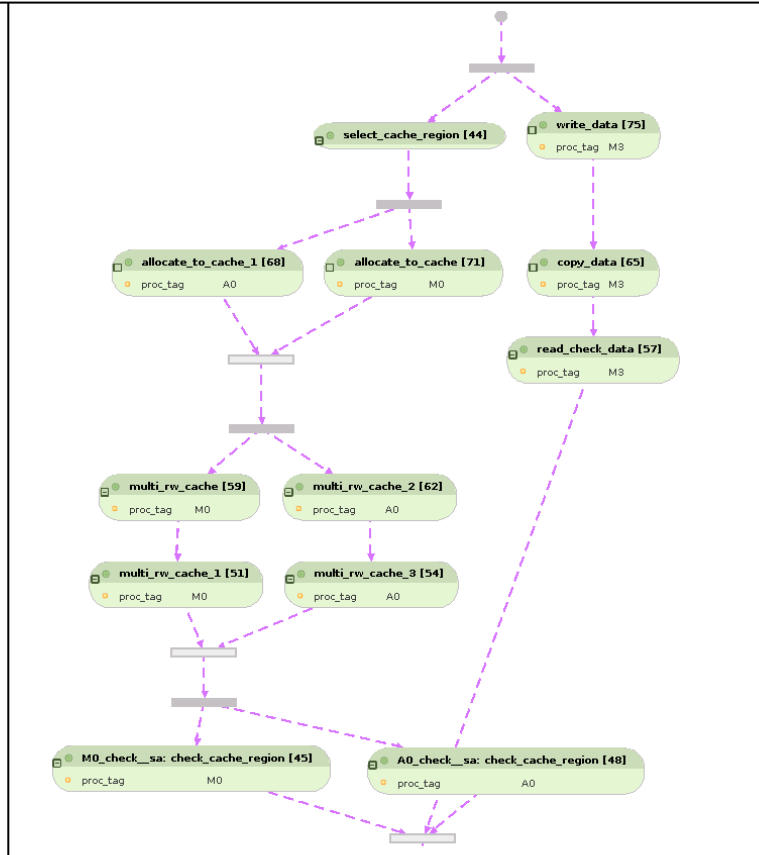 select_cache_region [44]
write_data [75]
proc_tag M3
allocate_to_cache_1 [68]
proc_tag A0
allocate_to_cache [71]
proc_tag M0
copy_data [65]
proc_tag M3
read_check_data [57]
proc_tag M3
multi_rw_cache [59]
proc_tag M0
multi_rw_cache_2 [62]
proc_tag A0
multi_rw_cache_1 [51]
proc_tag M0
multi_rw_cache_3 [54]
proc_tag A0
M0_check__sa: check_cache_region [45]
proc_tag M0
A0_check__sa: check_cache_region [48]
proc_tag A0